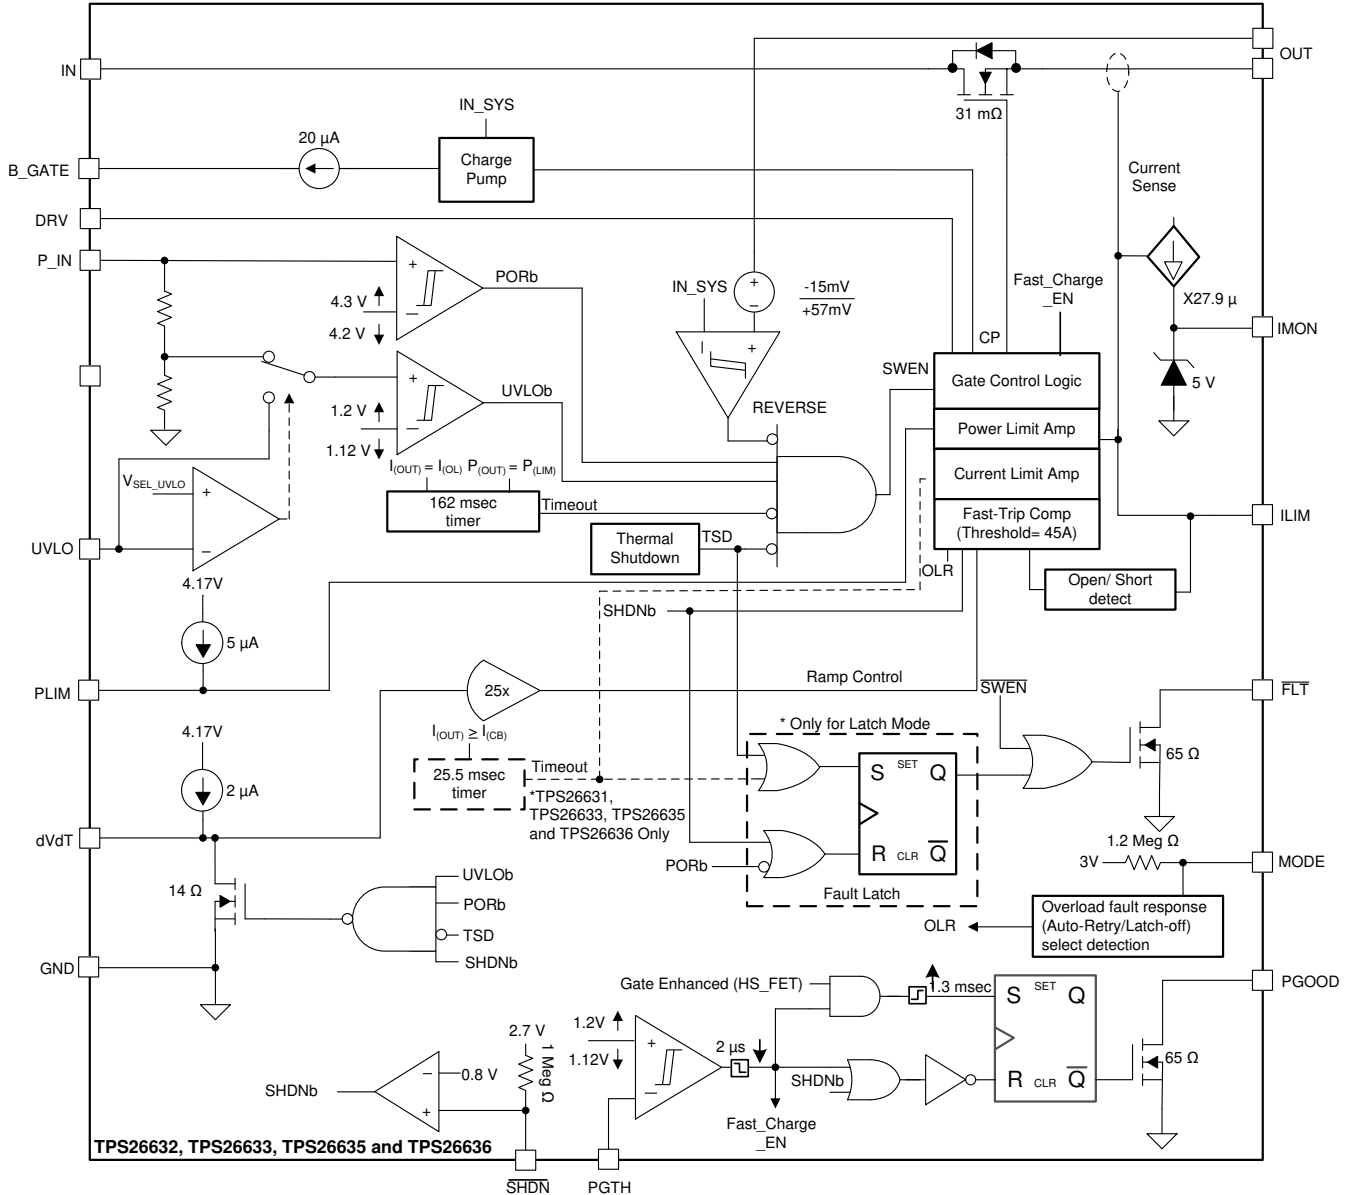 IN
OUT
31 mΩ
IN_SYS
20 µA
Charge
Pump
B_GATE
Current
Sense
DRV
P_IN
PORb
4.3 V
4.2 V
+
−
IN_SYS
+
−
-15mV
+57mV
Fast_Charge
_EN
X27.9 µ
IMON
5 V
CP
SWEN
Gate Control Logic
Power Limit Amp
Current Limit Amp
Fast-Trip Comp
(Threshold= 45A)
+
−
UVLOb
1.2 V
1.12 V
REVERSE
I(OUT) = I(OL) P(OUT) = P(LIM)
162 msec
timer
Timeout
VSEL_UVLO
+
−
UVLO
Thermal
Shutdown
TSD
ILIM
OLR
Open/ Short
detect
4.17V
5 µA
SHDNb
PLIM
25x
Ramp Control
SWEN
FLT
65 Ω
4.17V
2 µA
I(OUT) ≥ I(CB)
25.5 msec
timer
Timeout
*TPS26631,
TPS26633, TPS26635
and TPS26636 Only
* Only for Latch Mode
S SET Q
R CLR Q
PORb
Fault Latch
dVdT
14 Ω
UVLOb
PORb
TSD
SHDNb
1.2 Meg Ω
3V
MODE
Overload fault response
(Auto-Retry/Latch-off)
select detection
OLR
GND
Gate Enhanced (HS_FET)
1.3 msec
S SET Q
R CLR Q
PGOOD
65 Ω
1.2V
1.12V
+
−
2 µs
SHDNb
Fast_Charge
_EN
2.7 V
1 Meg Ω
SHDNb
−
+
0.8 V
TPS26632, TPS26633, TPS26635 and TPS26636
SHDN
PGTH